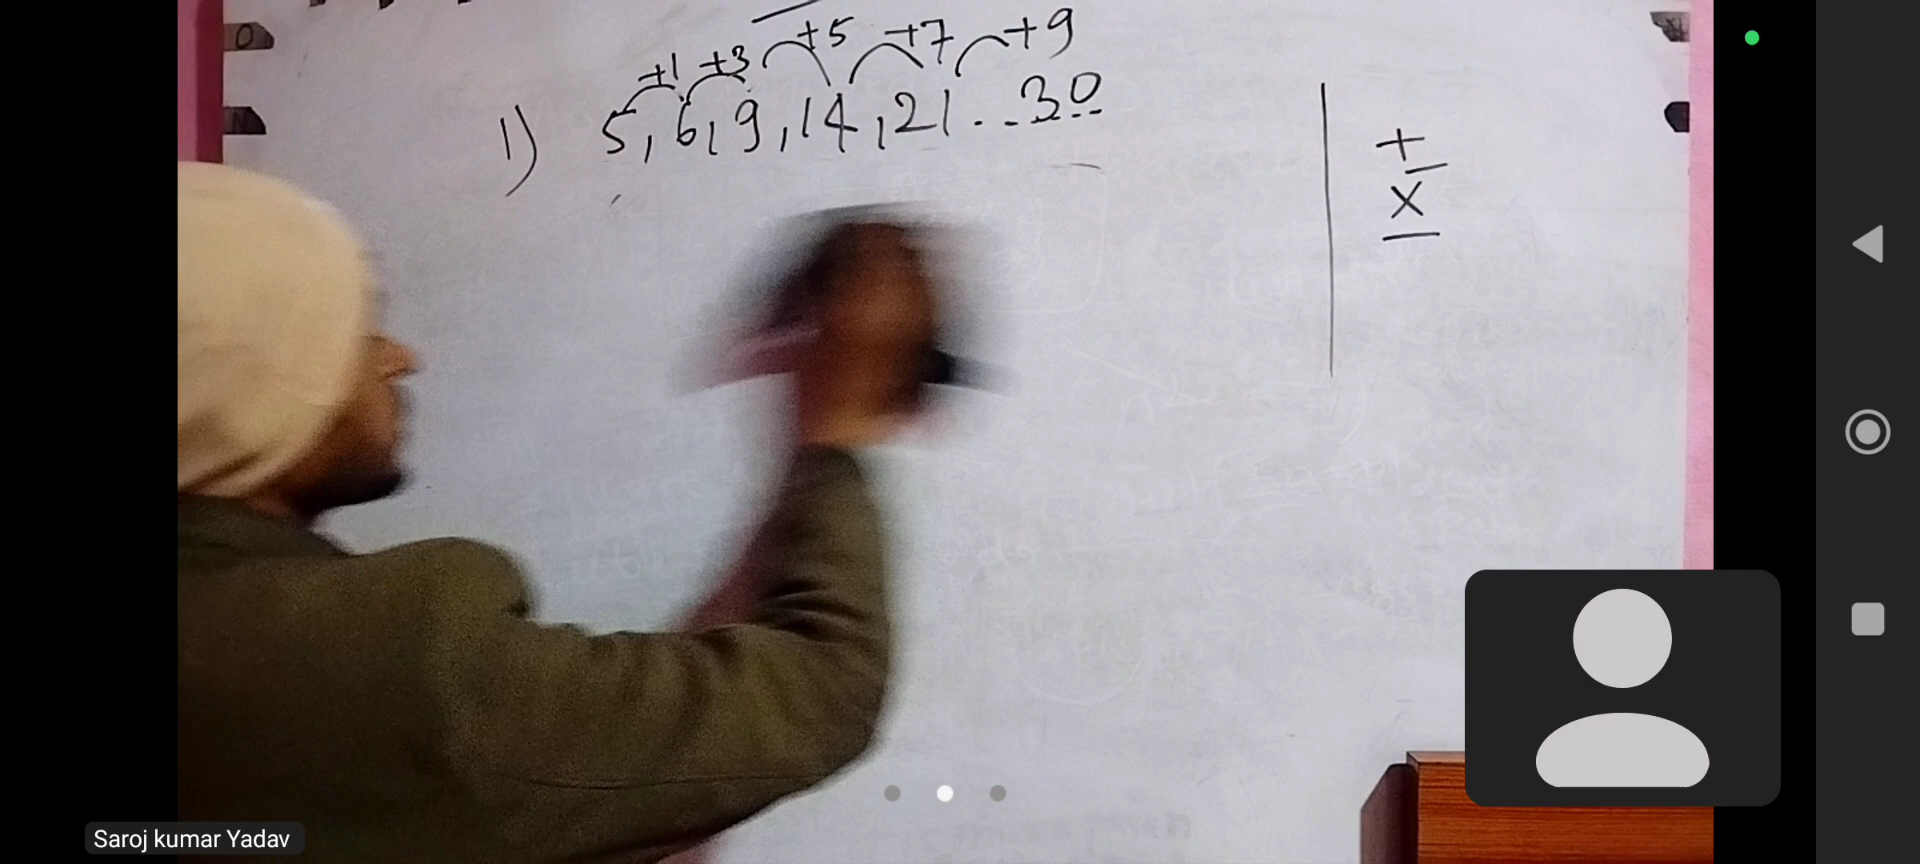 +1 +3 +5 +7 +9
1) 5, 6, 9, 14, 21...30
+
x
Saroj kumar Yadav